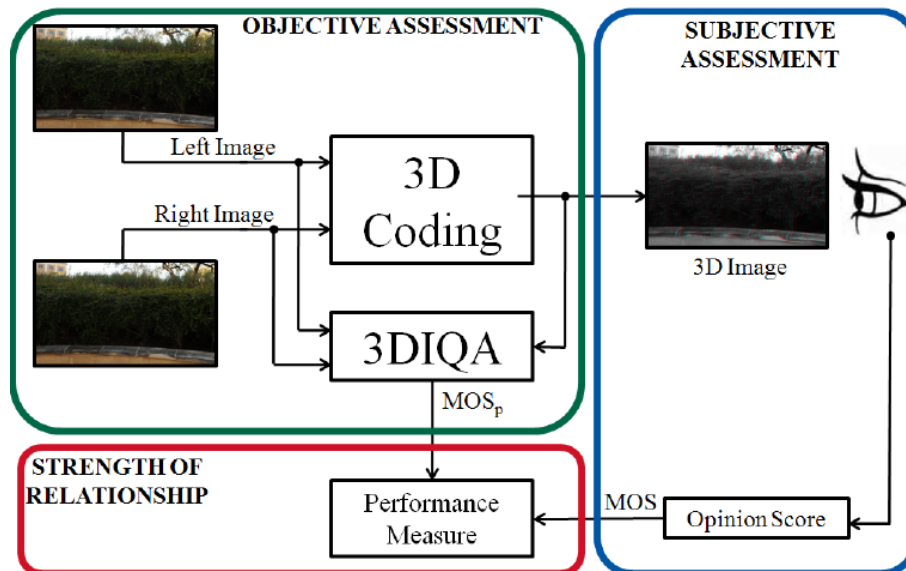 OBJECTIVE ASSESSMENT
SUBJECTIVE
ASSESSMENT
Left Image
3D
Coding
Right Image
3D Image
3DIQA
MOSp
STRENGTH OF
RELATIONSHIP
Performance
Measure
MOS
Opinion Score